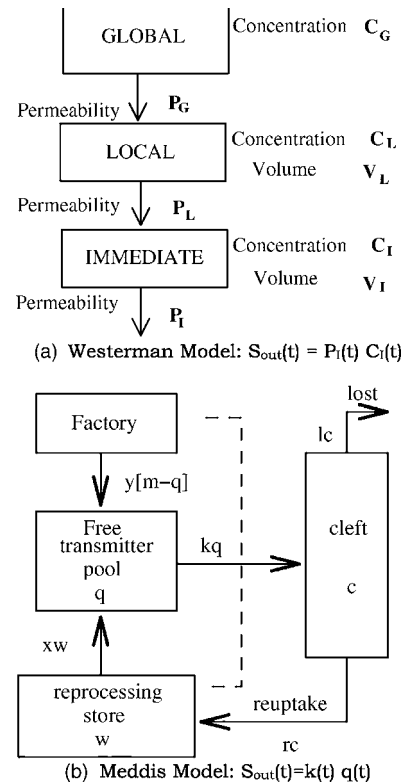 GLOBAL
Concentration C_G
Permeability P_G
LOCAL
Concentration C_L
Volume V_L
Permeability P_L
IMMEDIATE
Concentration C_I
Volume V_I
Permeability P_I
(a) Westerman Model: S_out(t) = P_I(t) C_I(t)
lost
lc
Factory
y[m-q]
Free
transmitter
pool
q
kq
cleft
c
xw
reprocessing
store
w
reuptake
rc
(b) Meddis Model: S_out(t)=k(t) q(t)